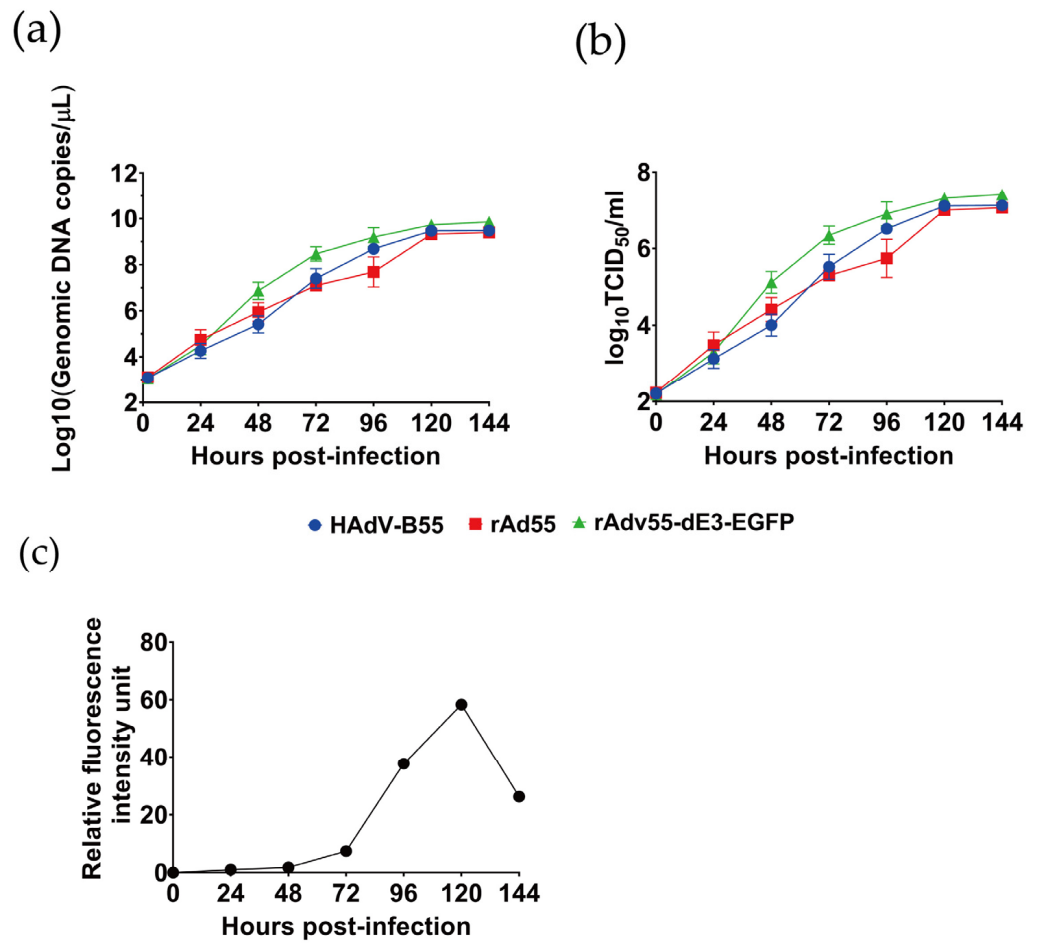 (a)
Log10(Genomic DNA copies/μL)
12
10
8
6
4
2
0 24 48 72 96 120 144
Hours post-infection
(b)
log10TCID50/ml
8
6
4
2
0 24 48 72 96 120 144
Hours post-infection
HAdV-B55 rAd55 rAdv55-dE3-EGFP
(c)
Relative fluorescence
intensity unit
80
60
40
20
0
0 24 48 72 96 120 144
Hours post-infection